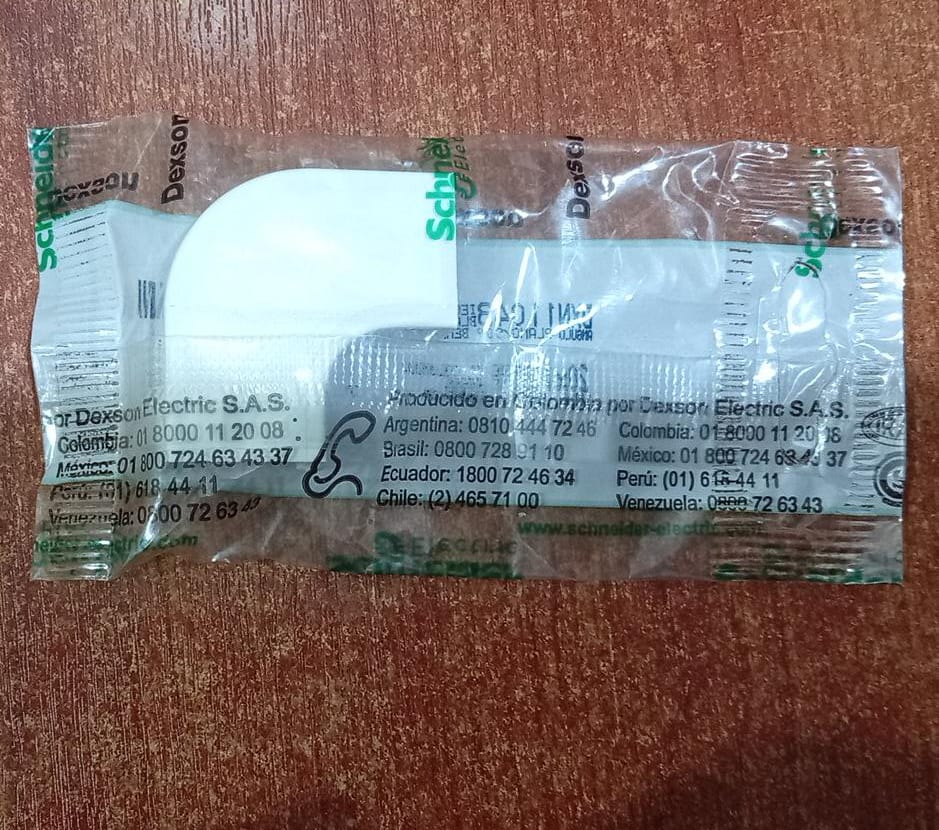 Schneider
Dexson
Dexson
Schneider
Electric
Dexson
Dexson
or Dexson Electric S.A.S.
Colombia: 01 8000 11 20 08
México: 01 800 724 63 43 37
Perú: (01) 618 44 11
Venezuela: 0800 72 63 43
Producido en Colombia por Dexson Electric S.A.S.
Argentina: 0810 444 72 46
Brasil: 0800 728 91 10
Ecuador: 1800 72 46 34
Chile: (2) 465 71 00
Colombia: 01 8000 11 20 08
México: 01 800 724 63 43 37
Perú: (01) 618 44 11
Venezuela: 0800 72 63 43
www.schneider-electric.com